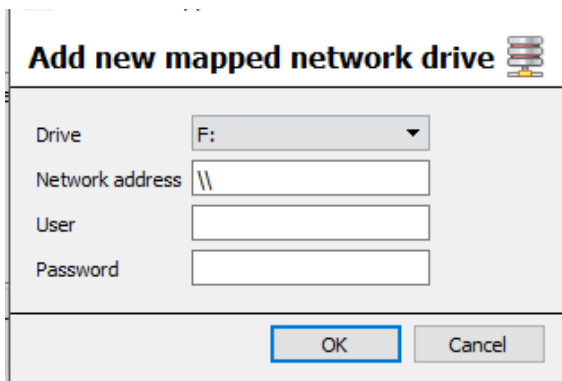 Add new mapped network drive
Drive F:
Network address \\
User
Password
OK Cancel